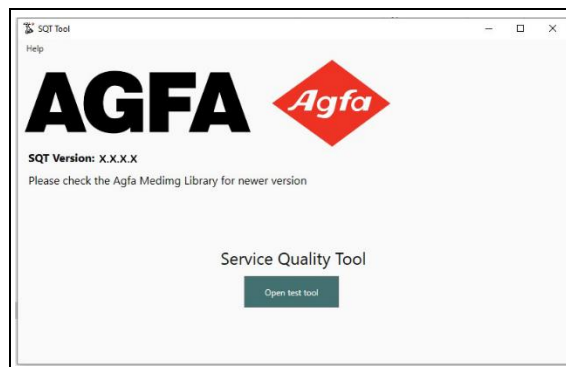 SQT Tool
Help
AGFA
Agfa
SQT Version: X.X.X.X
Please check the Agfa Medimg Library for newer version
Service Quality Tool
Open test tool